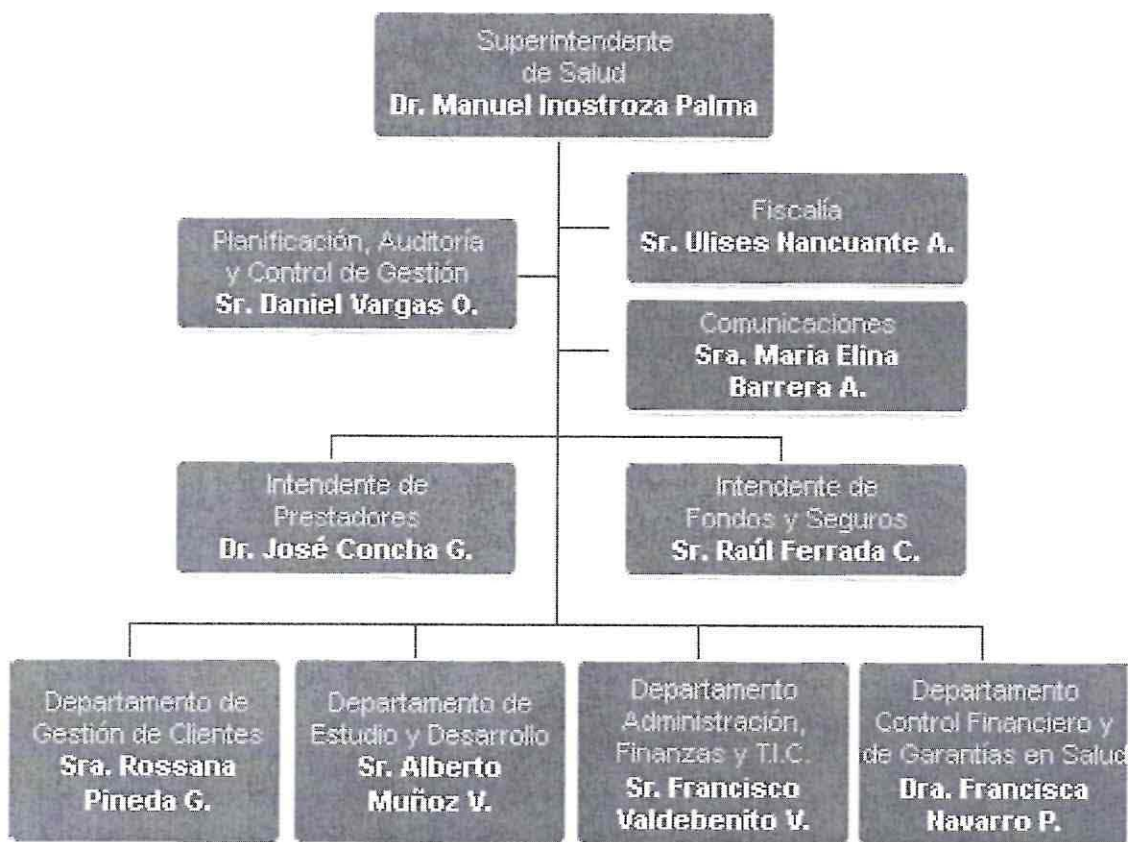 Superintendente
de Salud
Dr. Manuel Inostroza Palma
Fiscalía
Sr. Ulises Nancuante A.
Planificación, Auditoría
y Control de Gestión
Sr. Daniel Vargas O.
Comunicaciones
Sra. Maria Elina
Barrera A.
Intendente de
Prestadores
Dr. José Concha G.
Intendente de
Fondos y Seguros
Sr. Raúl Ferrada C.
Departamento de
Gestión de Clientes
Sra. Rossana
Pineda G.
Departamento de
Estudio y Desarrollo
Sr. Alberto
Muñoz V.
Departamento
Administración,
Finanzas y T.I.C.
Sr. Francisco
Valdebenito V.
Departamento
Control Financiero y
de Garantías en Salud
Dra. Francisca
Navarro P.